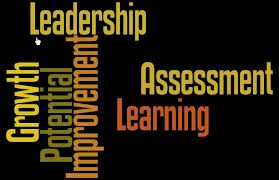 Leadership
Growth
Potential
Improvement
Assessment
Learning